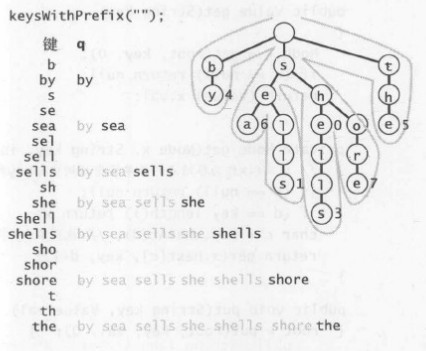 keysWithPrefix("");
键 q
b
by by
s
se
sea by sea
sel
sell
sells by sea sells
sh
she by sea sells she
shell
shells by sea sells she shells
sho
shor
shore by sea sells she shells shore
t
th
the by sea sells she shells shore the
b s t
y 4 e h h
a 6 l e o e 5
l l r
s 1 l e 7
s 3